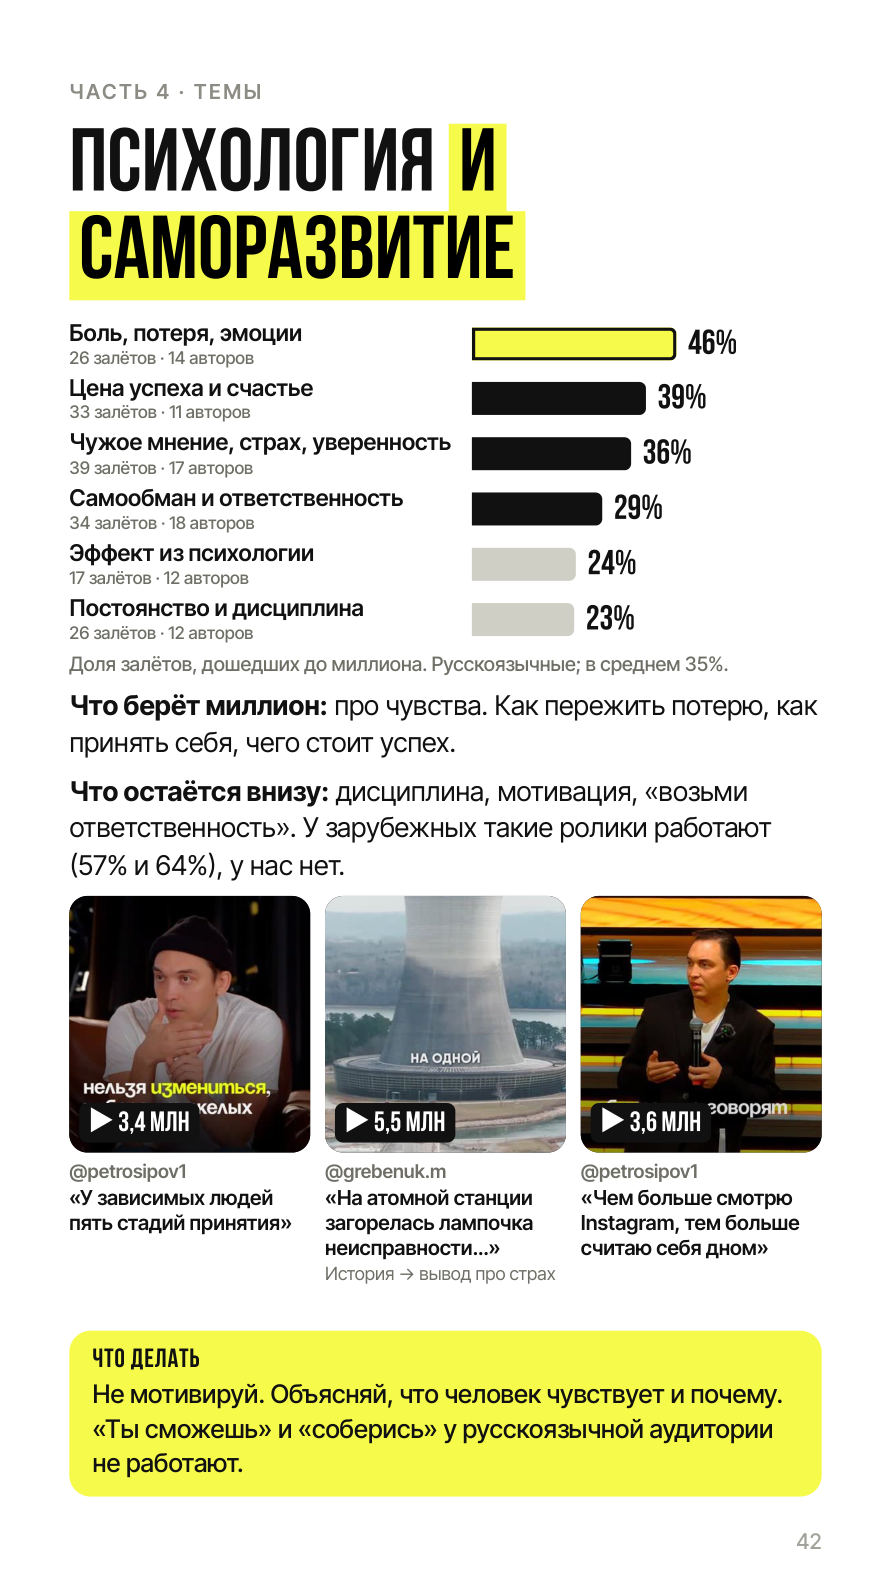 ЧАСТЬ 4 · ТЕМЫ
ПСИХОЛОГИЯ И
САМОРАЗВИТИЕ
Боль, потеря, эмоции
26 залётов · 14 авторов
46%
Цена успеха и счастье
33 залётов · 11 авторов
39%
Чужое мнение, страх, уверенность
39 залётов · 17 авторов
36%
Самообман и ответственность
34 залётов · 18 авторов
29%
Эффект из психологии
17 залётов · 12 авторов
24%
Постоянство и дисциплина
26 залётов · 12 авторов
23%
Доля залётов, дошедших до миллиона. Русскоязычные; в среднем 35%.
Что берёт миллион: про чувства. Как пережить потерю, как
принять себя, чего стоит успех.
Что остаётся внизу: дисциплина, мотивация, «возьми
ответственность». У зарубежных такие ролики работают
(57% и 64%), у нас нет.
нельзя измениться,
▶ 3,4 МЛН
НА ОДНОЙ
▶ 5,5 МЛН
▶ 3,6 МЛН
@petrosipov1
«У зависимых людей
пять стадий принятия»
@grebenuk.m
«На атомной станции
загорелась лампочка
неисправности...»
История → вывод про страх
@petrosipov1
«Чем больше смотрю
Instagram, тем больше
считаю себя дном»
ЧТО ДЕЛАТЬ
Не мотивируй. Объясняй, что человек чувствует и почему.
«Ты сможешь» и «соберись» у русскоязычной аудитории
не работают.
42